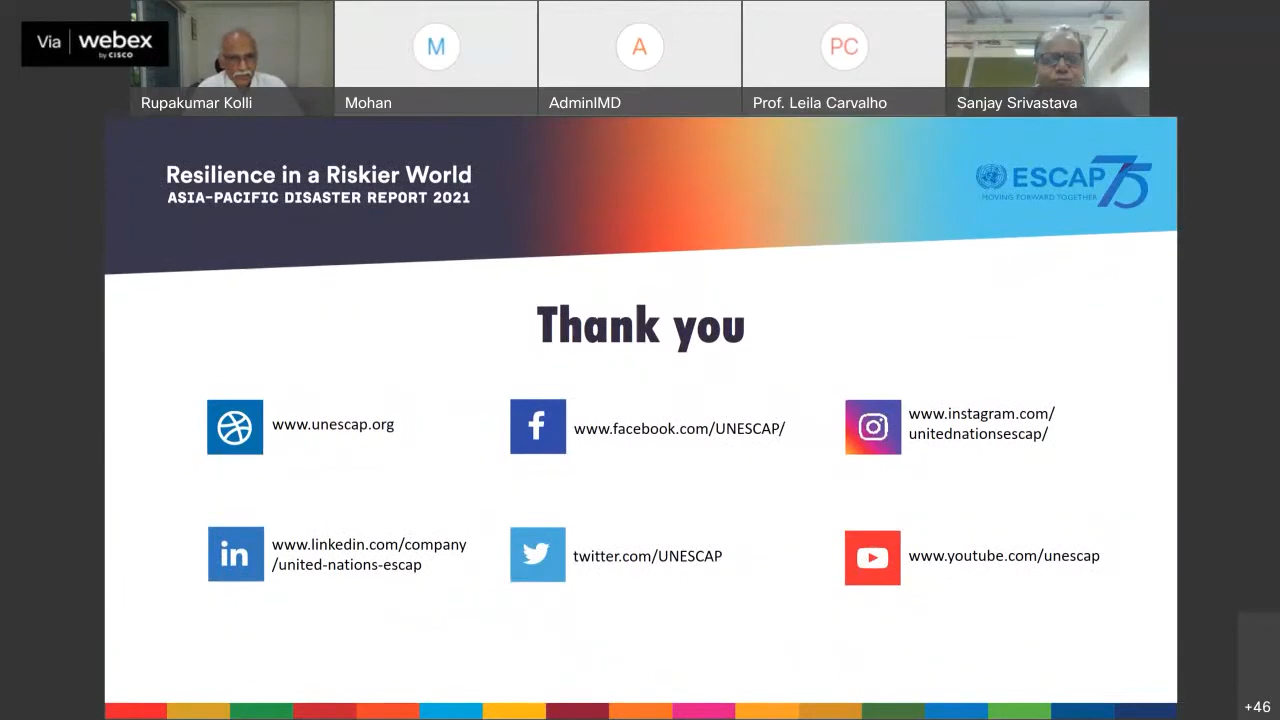 Via webex
by CISCO
M
A
PC
Rupakumar Kolli
Mohan
AdminIMD
Prof. Leila Carvalho
Sanjay Srivastava
Resilience in a Riskier World
ASIA-PACIFIC DISASTER REPORT 2021
ESCAP 75
MOVING FORWARD TOGETHER
Thank you
www.unescap.org
www.facebook.com/UNESCAP/
www.instagram.com/
unitednationsescap/
www.linkedin.com/company
/united-nations-escap
twitter.com/UNESCAP
www.youtube.com/unescap
+46